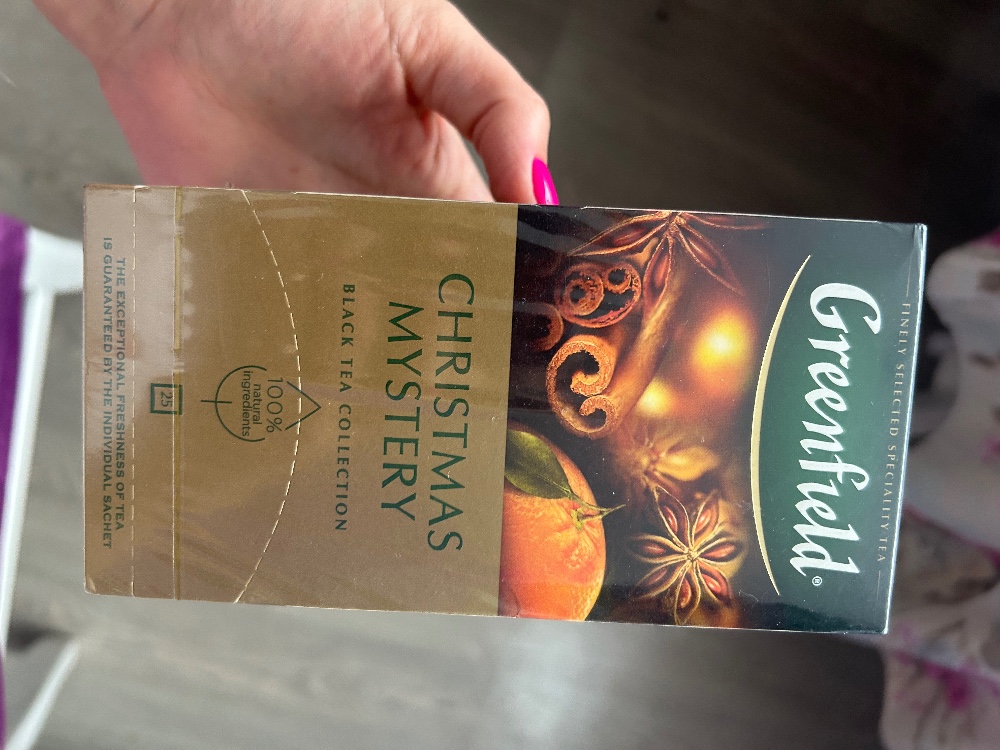 FINELY SELECTED SPECIALITY TEA
Greenfield®
CHRISTMAS
MYSTERY
BLACK TEA COLLECTION
100%
natural
ingredients
25
THE EXCEPTIONAL FRESHNESS OF TEA
IS GUARANTEED BY THE INDIVIDUAL SACHET